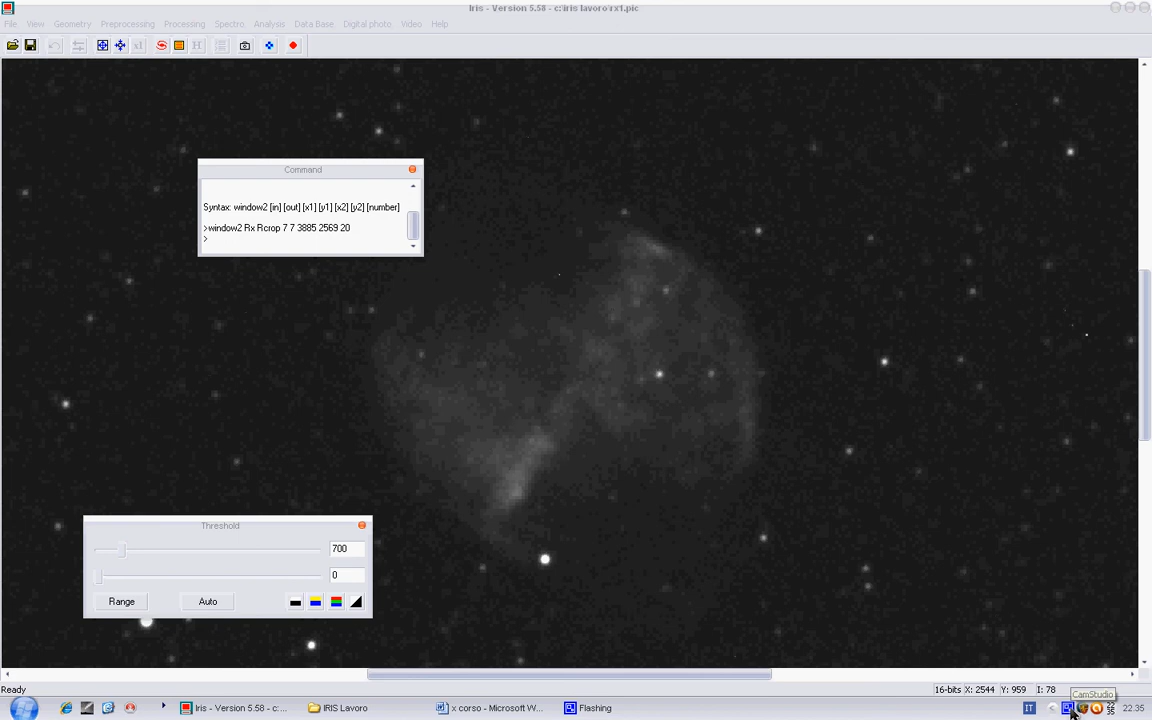 Iris - Version 5.58 - c:\iris lavoro\rx1.pic
File View Geometry Preprocessing Processing Spectro Analysis Data Base Digital photo Video Help
x1 H
Command
Syntax: window2 [in] [out] [x1] [y1] [x2] [y2] [number]
>window2 Rx Rcrop 7 7 3885 2569 20
>
Threshold
700
0
Range Auto
Ready 16-bits X: 2544 Y: 959 I: 78
CamStudio
Iris - Version 5.58 - c:... IRIS Lavoro x corso - Microsoft W... Flashing IT 22 35 22.35